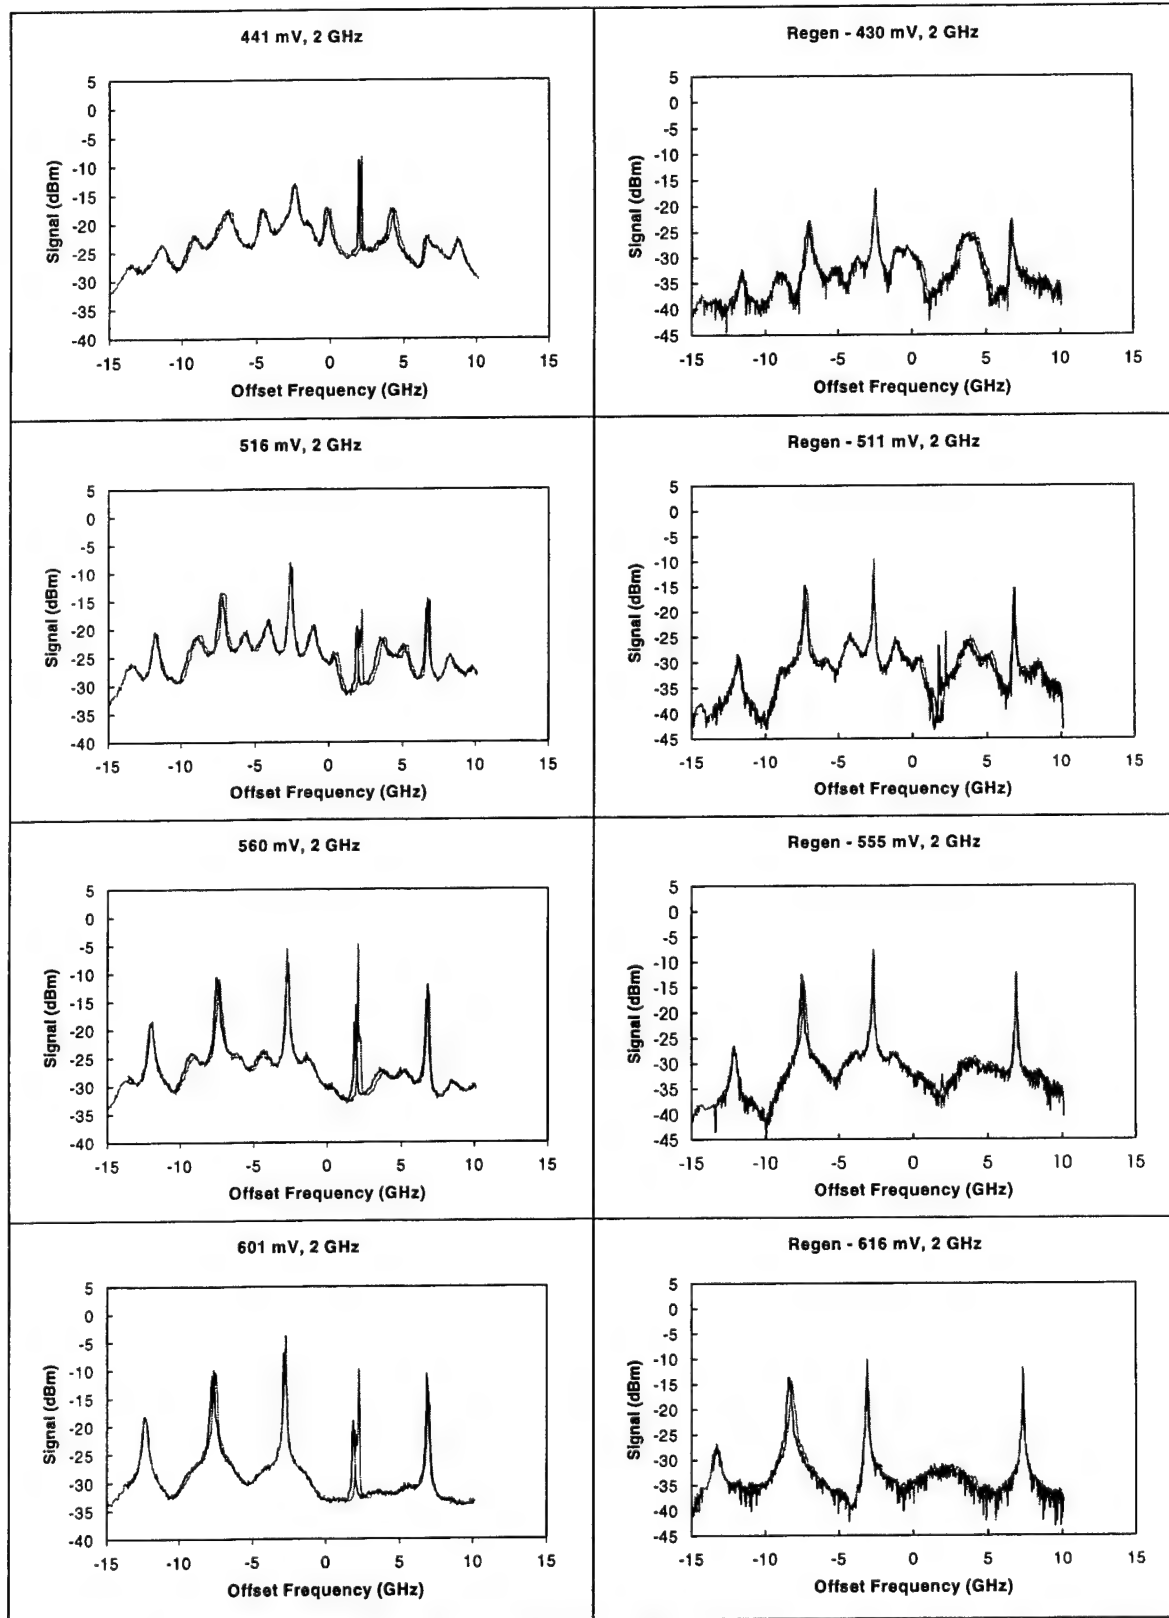 441 mV, 2 GHz
5
0
-5
-10
-15
-20
-25
-30
-35
-40
Signal (dBm)
-15 -10 -5 0 5 10 15
Offset Frequency (GHz)
Regen - 430 mV, 2 GHz
5
0
-5
-10
-15
-20
-25
-30
-35
-40
-45
Signal (dBm)
-15 -10 -5 0 5 10 15
Offset Frequency (GHz)
516 mV, 2 GHz
5
0
-5
-10
-15
-20
-25
-30
-35
-40
Signal (dBm)
-15 -10 -5 0 5 10 15
Offset Frequency (GHz)
Regen - 511 mV, 2 GHz
5
0
-5
-10
-15
-20
-25
-30
-35
-40
-45
Signal (dBm)
-15 -10 -5 0 5 10 15
Offset Frequency (GHz)
560 mV, 2 GHz
5
0
-5
-10
-15
-20
-25
-30
-35
-40
Signal (dBm)
-15 -10 -5 0 5 10 15
Offset Frequency (GHz)
Regen - 555 mV, 2 GHz
5
0
-5
-10
-15
-20
-25
-30
-35
-40
-45
Signal (dBm)
-15 -10 -5 0 5 10 15
Offset Frequency (GHz)
601 mV, 2 GHz
5
0
-5
-10
-15
-20
-25
-30
-35
-40
Signal (dBm)
-15 -10 -5 0 5 10 15
Offset Frequency (GHz)
Regen - 616 mV, 2 GHz
5
0
-5
-10
-15
-20
-25
-30
-35
-40
-45
Signal (dBm)
-15 -10 -5 0 5 10 15
Offset Frequency (GHz)